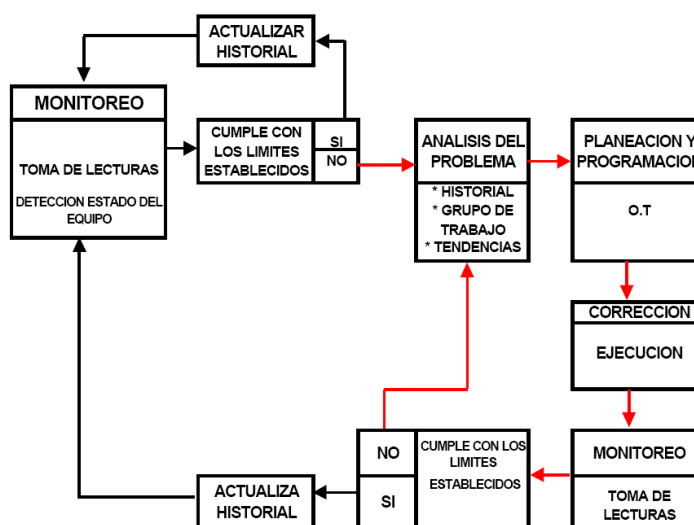 ACTUALIZAR
HISTORIAL
MONITOREO
TOMA DE LECTURAS
DETECCION ESTADO DEL
EQUIPO
CUMPLE CON
LOS LIMITES
ESTABLECIDOS
SI
NO
ANALISIS DEL
PROBLEMA
* HISTORIAL
* GRUPO DE
TRABAJO
* TENDENCIAS
PLANEACION Y
PROGRAMACION
O.T
CORRECCION
EJECUCION
MONITOREO
TOMA DE
LECTURAS
CUMPLE CON LOS
LIMITES
ESTABLECIDOS
NO
SI
ACTUALIZA
HISTORIAL